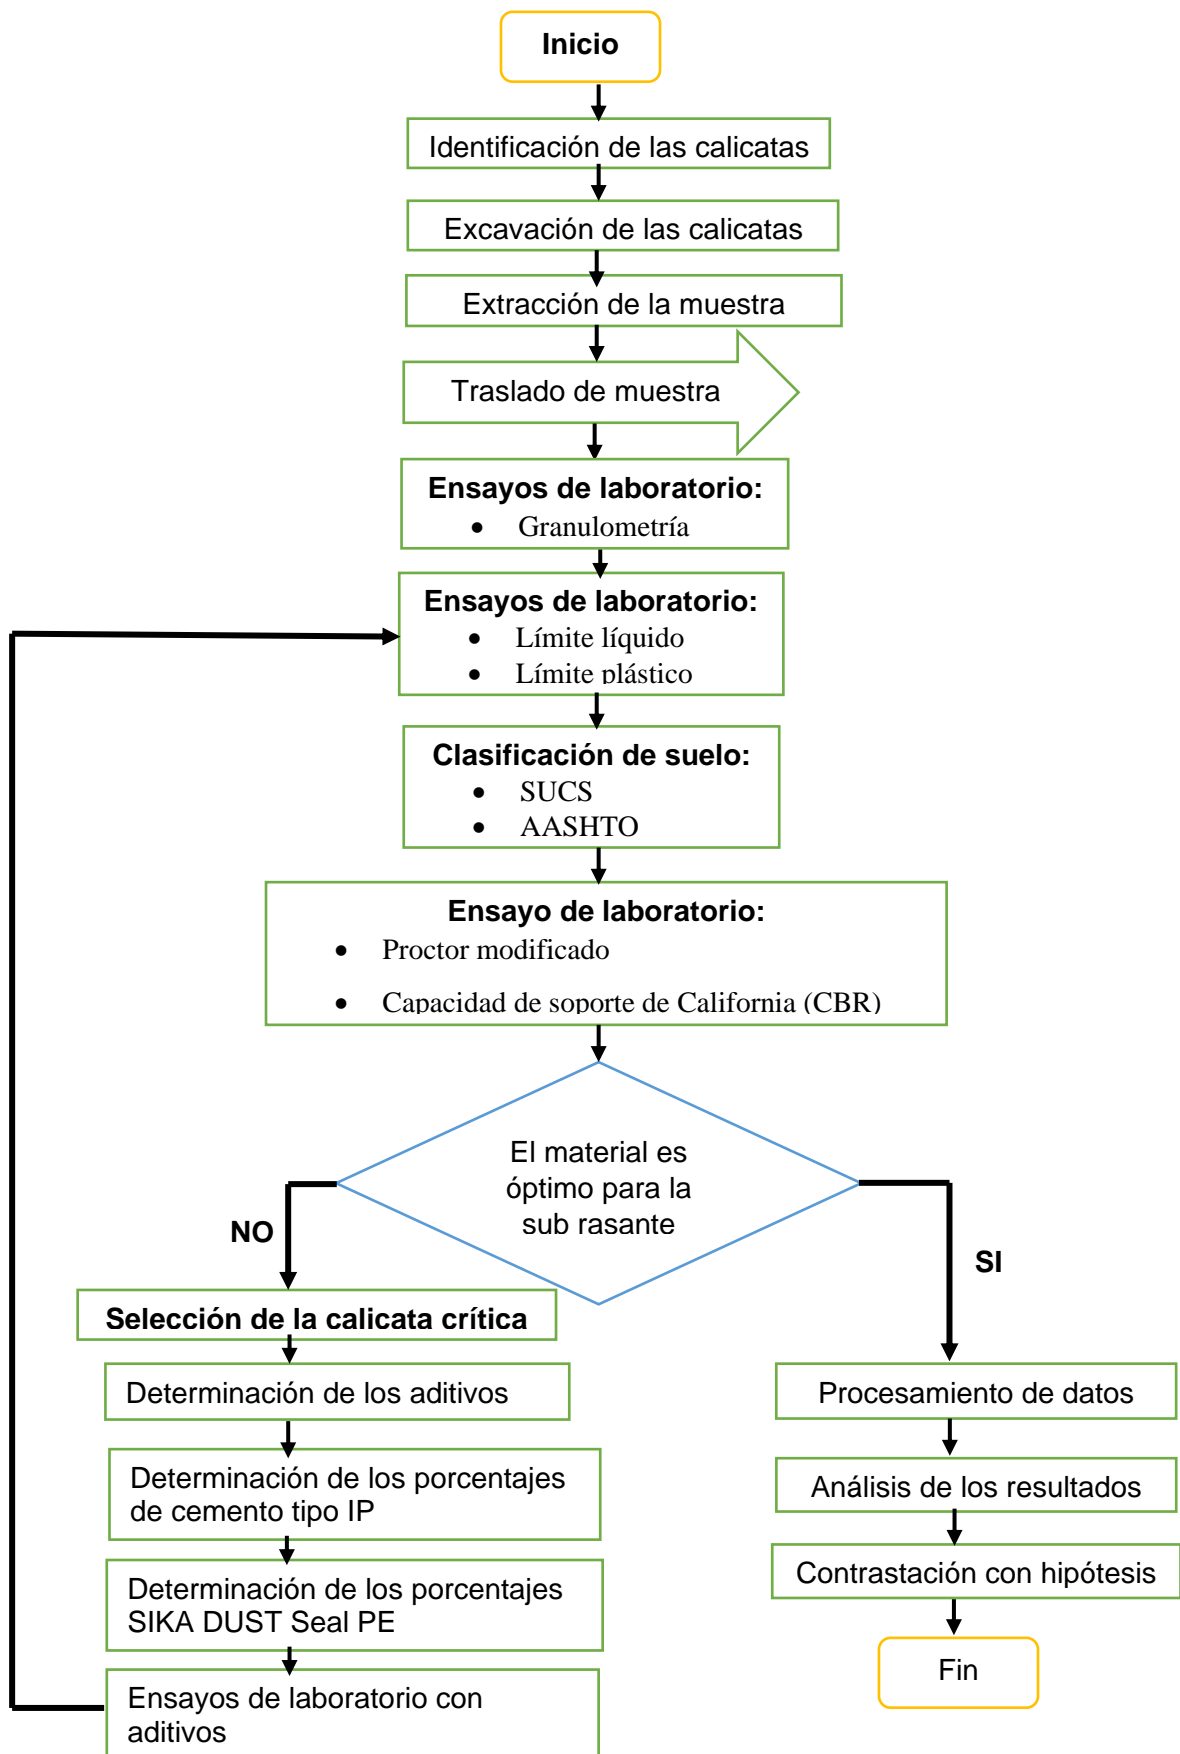 Inicio
Identificación de las calicatas
Excavación de las calicatas
Extracción de la muestra
Traslado de muestra
Ensayos de laboratorio:
• Granulometría
Ensayos de laboratorio:
• Límite líquido
• Límite plástico
Clasificación de suelo:
• SUCS
• AASHTO
Ensayo de laboratorio:
• Proctor modificado
• Capacidad de soporte de California (CBR)
El material es
óptimo para la
sub rasante
NO
SI
Selección de la calicata crítica
Determinación de los aditivos
Determinación de los porcentajes
de cemento tipo IP
Determinación de los porcentajes
SIKA DUST Seal PE
Ensayos de laboratorio con
aditivos
Procesamiento de datos
Análisis de los resultados
Contrastación con hipótesis
Fin